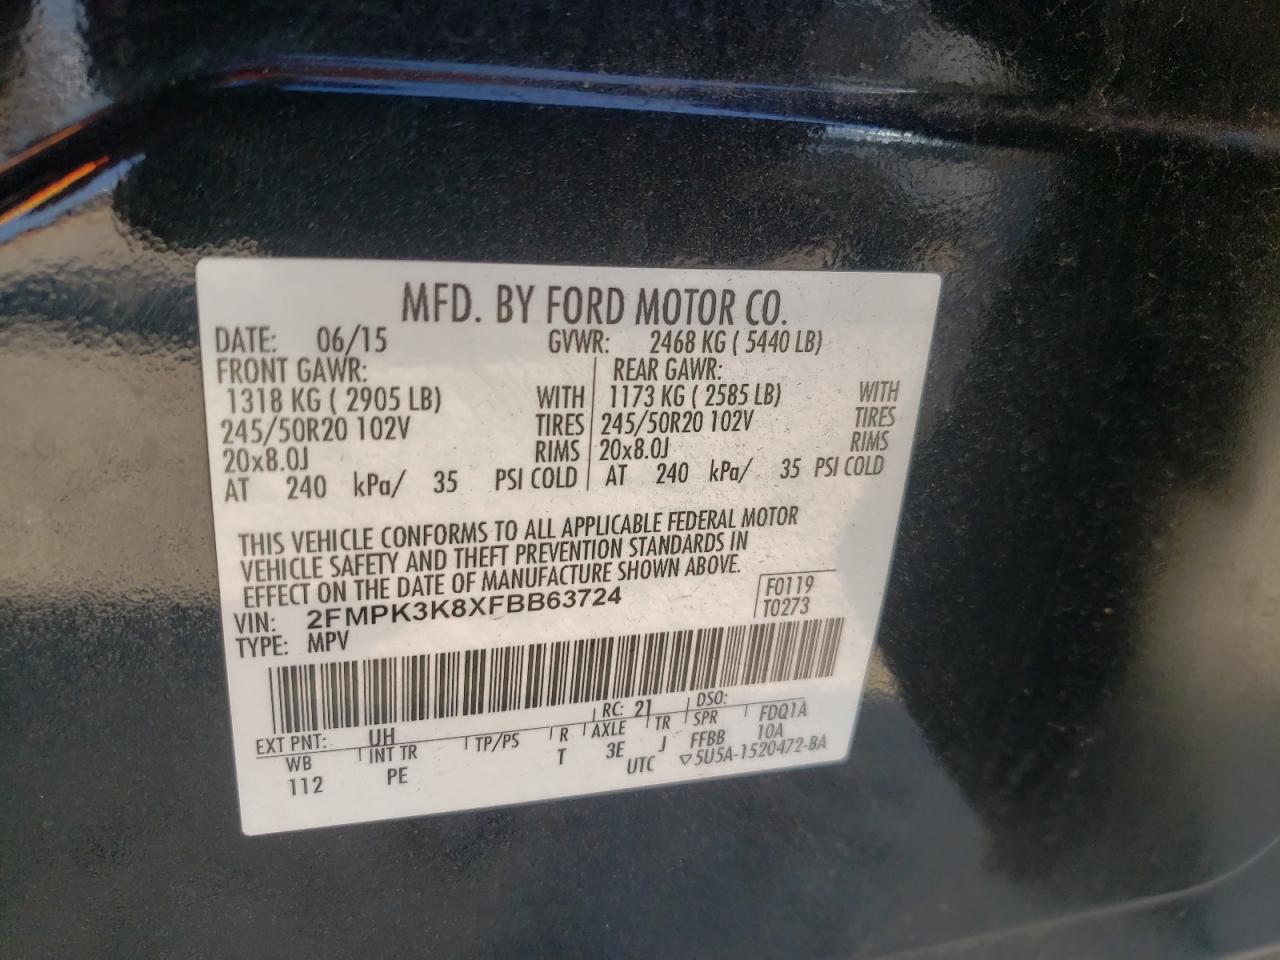 MFD. BY FORD MOTOR CO.
DATE: 06/15 GVWR: 2468 KG ( 5440 LB)
FRONT GAWR: REAR GAWR:
1318 KG ( 2905 LB) WITH 1173 KG ( 2585 LB) WITH
245/50R20 102V TIRES 245/50R20 102V TIRES
20x8.0J RIMS 20x8.0J RIMS
AT 240 kPa/ 35 PSI COLD AT 240 kPa/ 35 PSI COLD
THIS VEHICLE CONFORMS TO ALL APPLICABLE FEDERAL MOTOR
VEHICLE SAFETY AND THEFT PREVENTION STANDARDS IN
EFFECT ON THE DATE OF MANUFACTURE SHOWN ABOVE.
VIN: 2FMPK3K8XFBB63724 F0119
TYPE: MPV T0273
EXT PNT: UH RC: 21 DSO: FDQ1A
WB INT TR TP/PS R AXLE TR SPR 10A
112 PE T 3E J FFBB
UTC ▽5U5A-1520472-BA